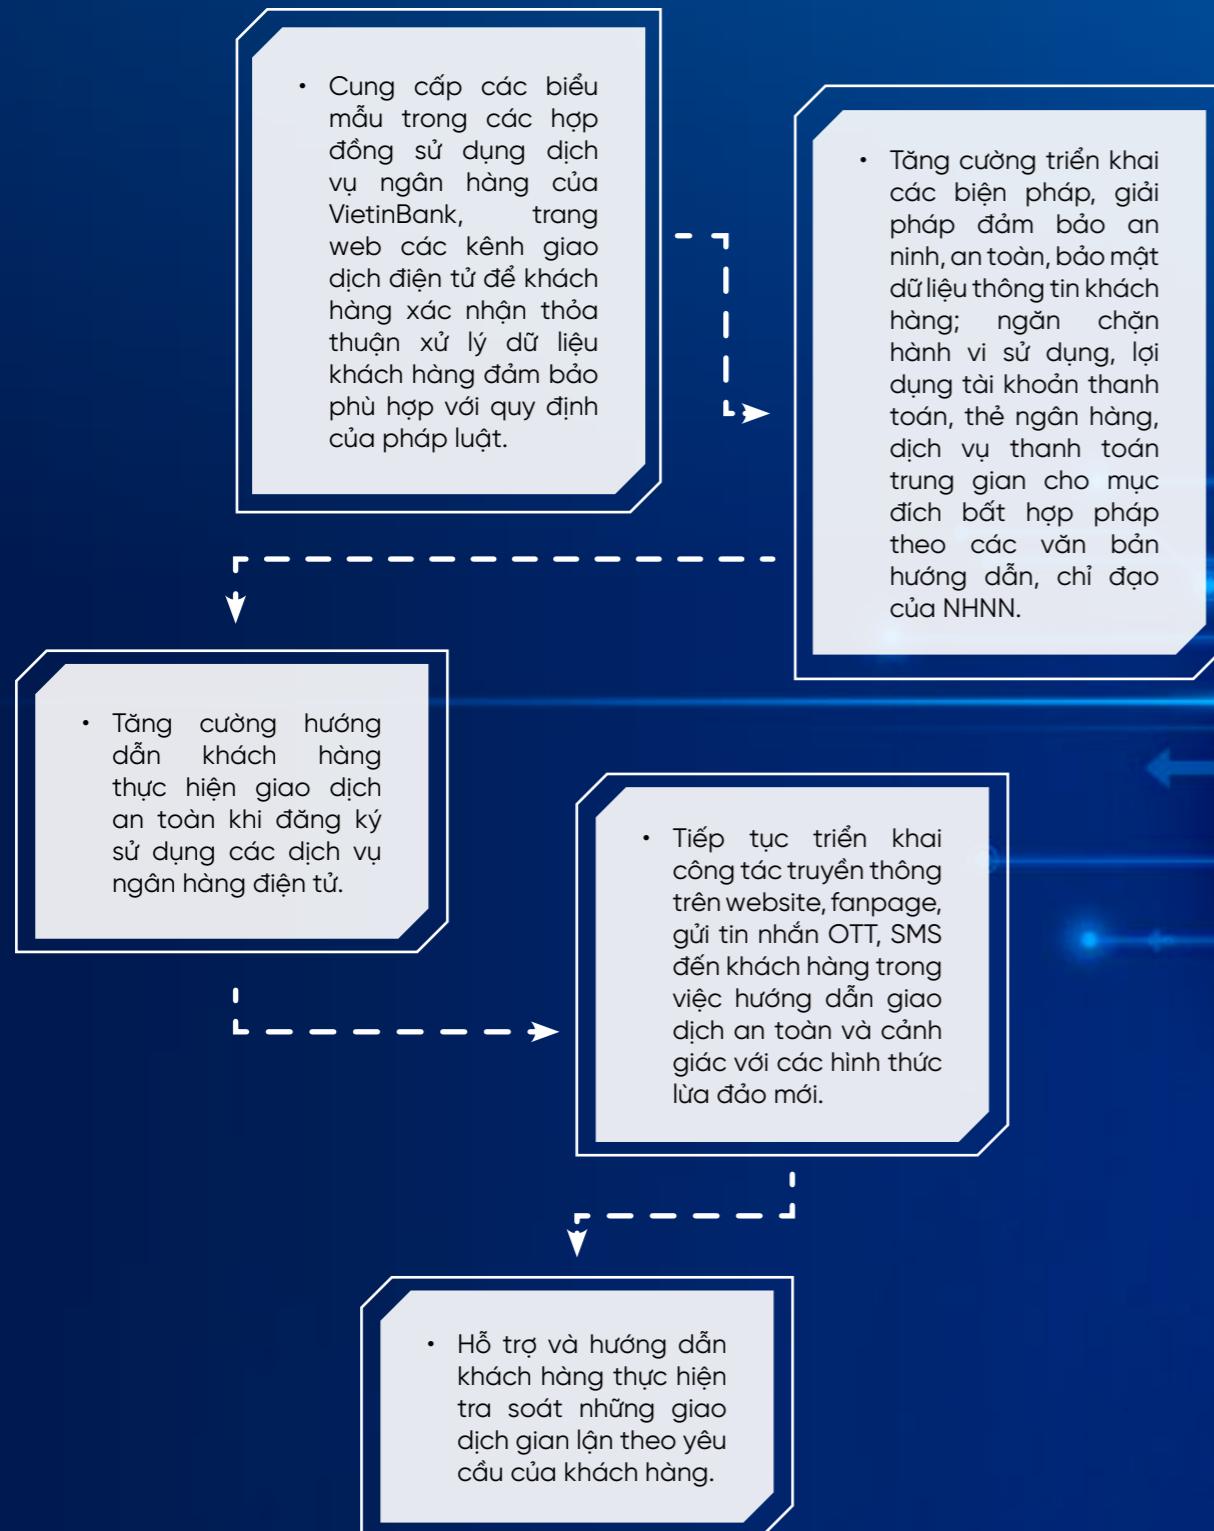 • Cung cấp các biểu
mẫu trong các hợp
đồng sử dụng dịch
vụ ngân hàng của
VietinBank, trang
web các kênh giao
dịch điện tử để khách
hàng xác nhận thỏa
thuận xử lý dữ liệu
khách hàng đảm bảo
phù hợp với quy định
của pháp luật.
• Tăng cường triển khai
các biện pháp, giải
pháp đảm bảo an
ninh, an toàn, bảo mật
dữ liệu thông tin khách
hàng; ngăn chặn
hành vi sử dụng, lợi
dụng tài khoản thanh
toán, thẻ ngân hàng,
dịch vụ thanh toán
trung gian cho mục
đích bất hợp pháp
theo các văn bản
hướng dẫn, chỉ đạo
của NHNN.
• Tăng cường hướng
dẫn khách hàng
thực hiện giao dịch
an toàn khi đăng ký
sử dụng các dịch vụ
ngân hàng điện tử.
• Tiếp tục triển khai
công tác truyền thông
trên website, fanpage,
gửi tin nhắn OTT, SMS
đến khách hàng trong
việc hướng dẫn giao
dịch an toàn và cảnh
giác với các hình thức
lừa đảo mới.
• Hỗ trợ và hướng dẫn
khách hàng thực hiện
tra soát những giao
dịch gian lận theo yêu
cầu của khách hàng.